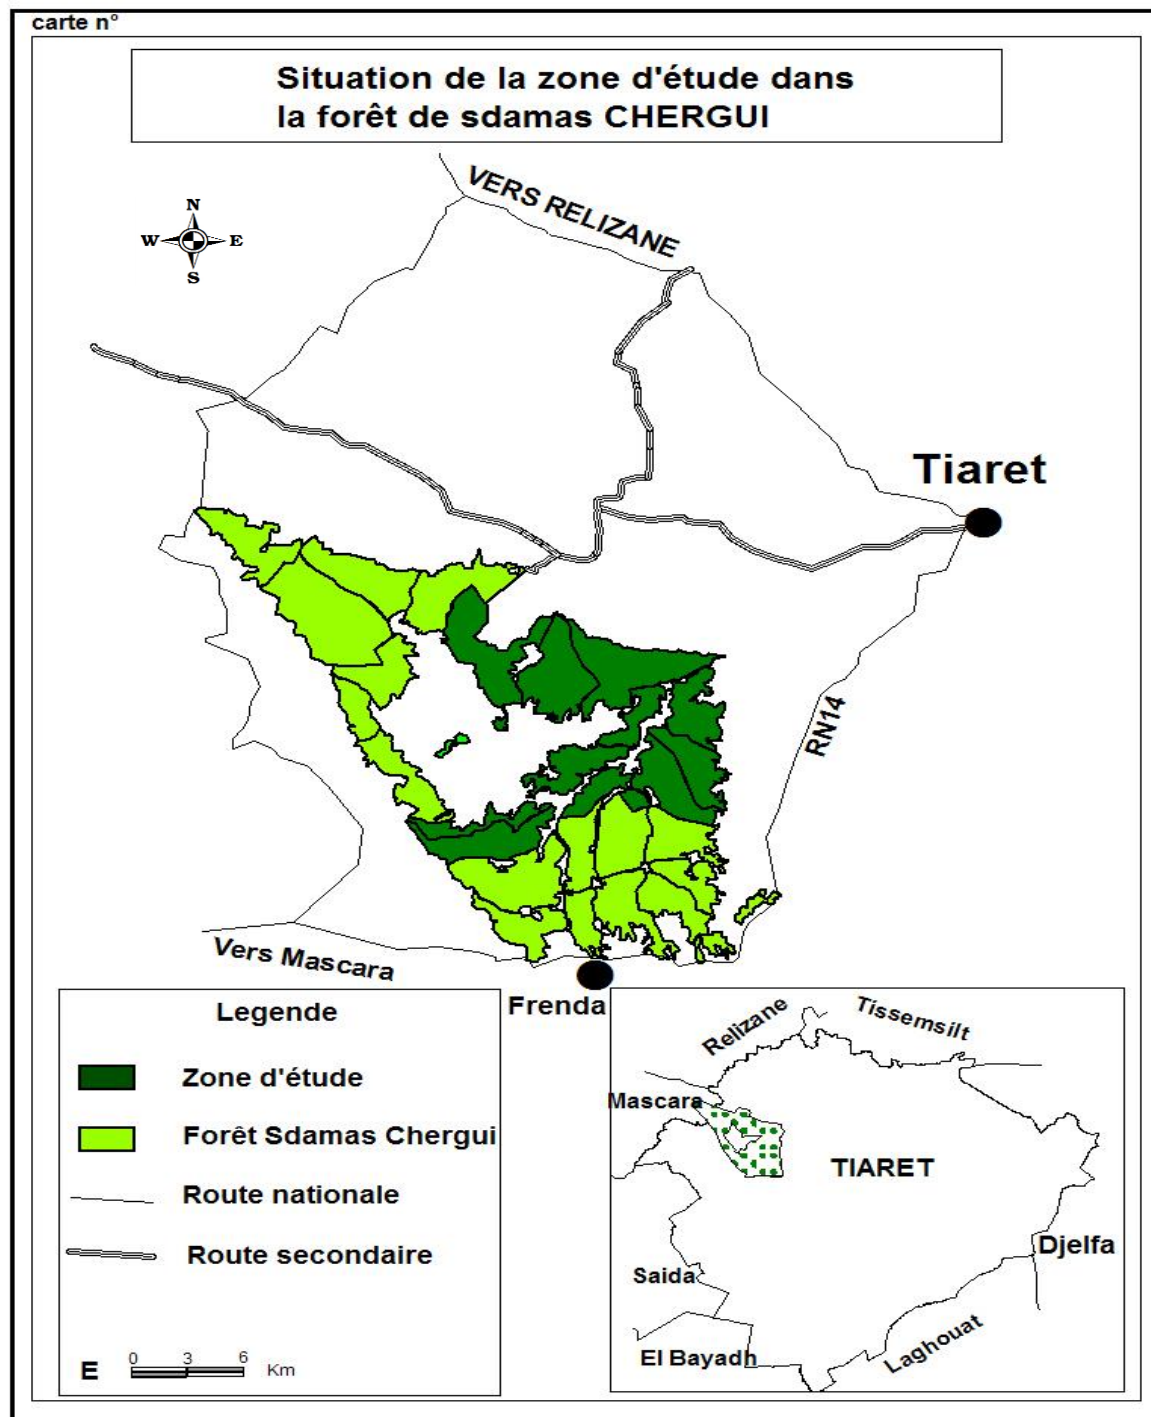 carte n°
Situation de la zone d'étude dans
la forêt de sdamas CHERGUI
VERS RELIZANE
N
W E
S
Tiaret
RN14
Vers Mascara
Frenda
Legende
Zone d'étude
Forêt Sdamas Chergui
Route nationale
Route secondaire
E 0 3 6 Km
Relizane
Tissemsilt
Mascara
TIARET
Djelfa
Saida
Laghouat
El Bayadh